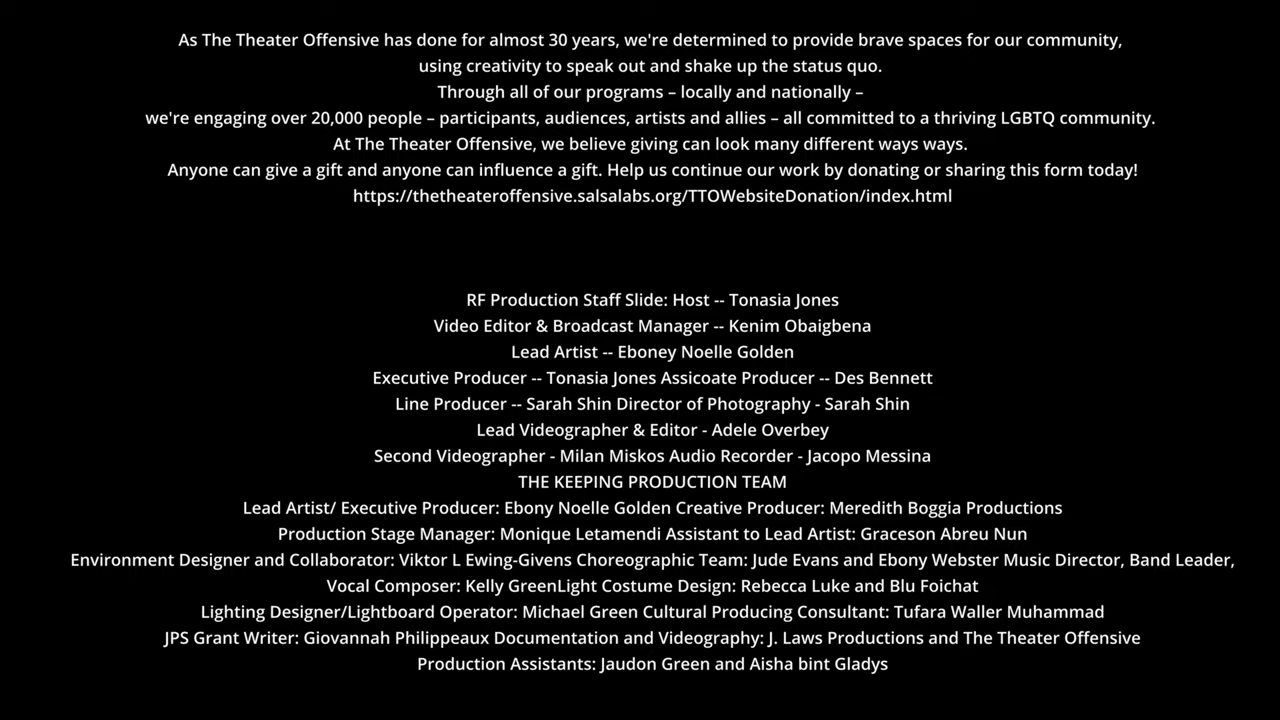 As The Theater Offensive has done for almost 30 years, we're determined to provide brave spaces for our community,
using creativity to speak out and shake up the status quo.
Through all of our programs – locally and nationally –
we're engaging over 20,000 people – participants, audiences, artists and allies – all committed to a thriving LGBTQ community.
At The Theater Offensive, we believe giving can look many different ways ways.
Anyone can give a gift and anyone can influence a gift. Help us continue our work by donating or sharing this form today!
https://thetheateroffensive.salsalabs.org/TTOWebsiteDonation/index.html
RF Production Staff Slide: Host -- Tonasia Jones
Video Editor & Broadcast Manager -- Kenim Obaigbena
Lead Artist -- Eboney Noelle Golden
Executive Producer -- Tonasia Jones Assicoate Producer -- Des Bennett
Line Producer -- Sarah Shin Director of Photography - Sarah Shin
Lead Videographer & Editor - Adele Overbey
Second Videographer - Milan Miskos Audio Recorder - Jacopo Messina
THE KEEPING PRODUCTION TEAM
Lead Artist/ Executive Producer: Ebony Noelle Golden Creative Producer: Meredith Boggia Productions
Production Stage Manager: Monique Letamendi Assistant to Lead Artist: Graceson Abreu Nun
Environment Designer and Collaborator: Viktor L Ewing-Givens Choreographic Team: Jude Evans and Ebony Webster Music Director, Band Leader,
Vocal Composer: Kelly GreenLight Costume Design: Rebecca Luke and Blu Foichat
Lighting Designer/Lightboard Operator: Michael Green Cultural Producing Consultant: Tufara Waller Muhammad
JPS Grant Writer: Giovannah Philippeaux Documentation and Videography: J. Laws Productions and The Theater Offensive
Production Assistants: Jaudon Green and Aisha bint Gladys